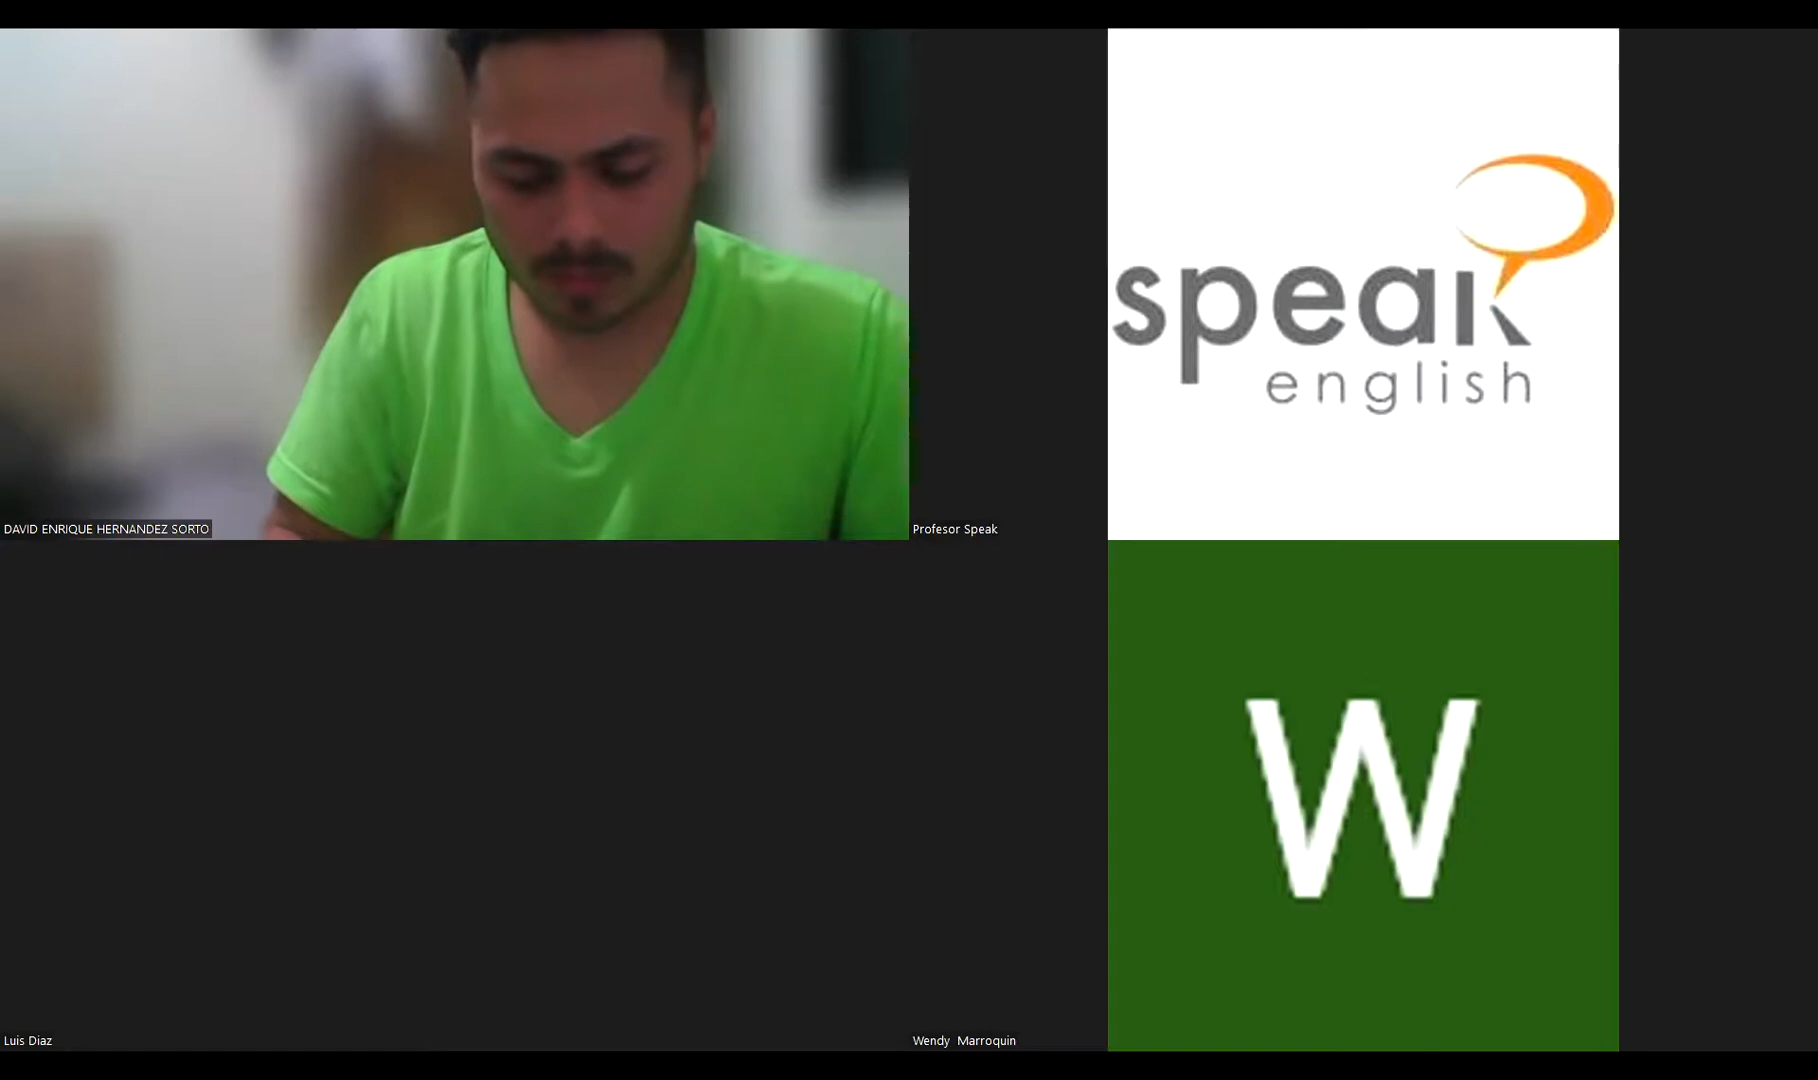 DAVID ENRIQUE HERNANDEZ SORTO
speak
english
Profesor Speak
Luis Diaz
W
Wendy Marroquin